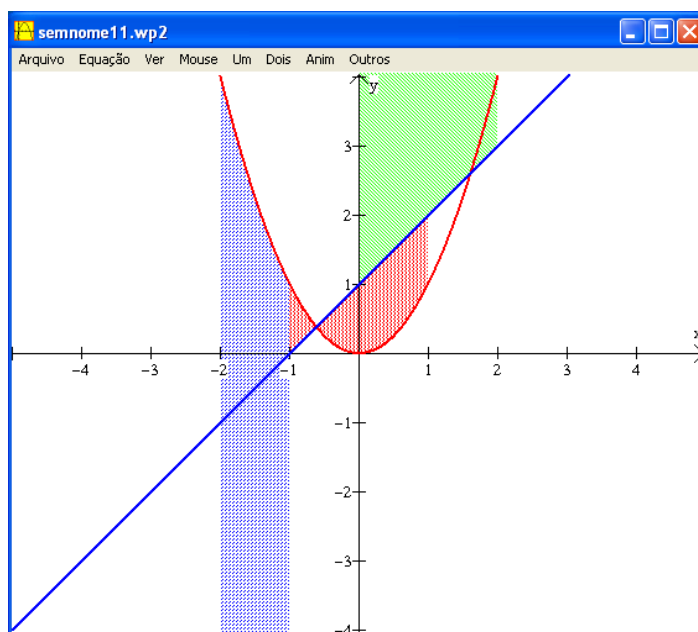 semnome11.wp2
Arquivo Equação Ver Mouse Um Dois Anim Outros
y
3
2
1
x
-4 -3 -2 -1 1 2 3 4
-1
-2
-3
-4